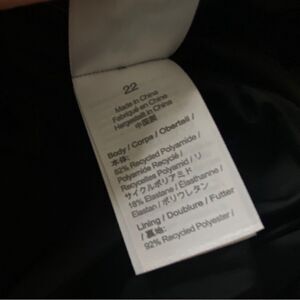 22
Made in China
Fabriqué en Chine
Hergestellt in China
中国製
Body / Corps / Oberteil /
本体:
82% Recycled Polyamide /
Polyamide Recyclé /
Recyceltes Polyamid / リ
サイクルポリアミド
18% Elastane / Elasthanne /
Elastan / ポリウレタン
Lining / Doublure / Futter
/ 裏地:
92% Recycled Polyester /